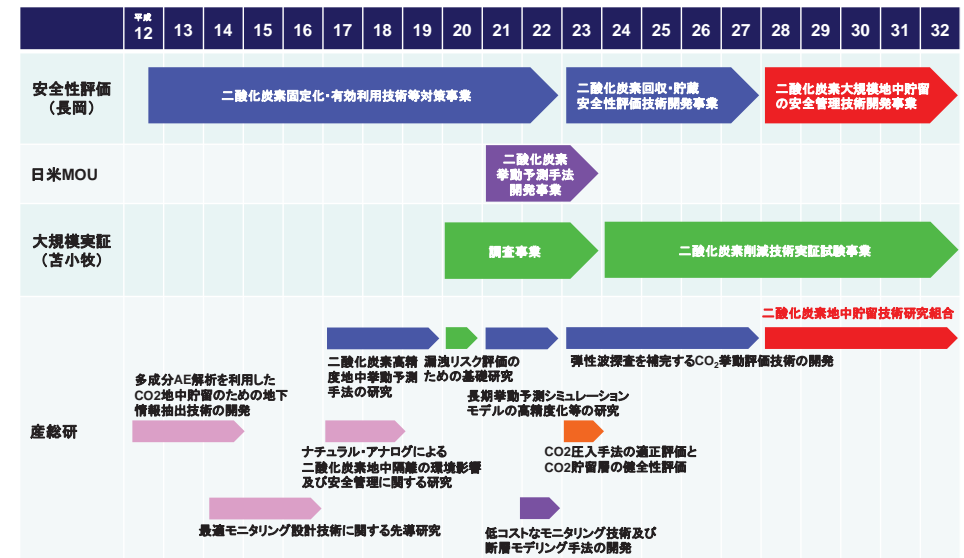 平成
12 13 14 15 16 17 18 19 20 21 22 23 24 25 26 27 28 29 30 31 32
安全性評価
（長岡）
二酸化炭素固定化・有効利用技術等対策事業
二酸化炭素回収・貯蔵
安全性評価技術開発事業
二酸化炭素大規模地中貯留
の安全管理技術開発事業
日米MOU
二酸化炭素
挙動予測手法
開発事業
大規模実証
（苫小牧）
調査事業
二酸化炭素削減技術実証試験事業
産総研
二酸化炭素地中貯留技術研究組合
二酸化炭素高精
度地中挙動予測
手法の研究
漏洩リスク評価の
ための基礎研究
弾性波探査を補完するCO₂挙動評価技術の開発
多成分AE解析を利用した
CO2地中貯留のための地下
情報抽出技術の開発
長期挙動予測シミュレーション
モデルの高精度化等の研究
ナチュラル・アナログによる
二酸化炭素地中隔離の環境影響
及び安全管理に関する研究
CO2圧入手法の適正評価と
CO2貯留層の健全性評価
最適モニタリング設計技術に関する先導研究
低コストなモニタリング技術及び
断層モデリング手法の開発